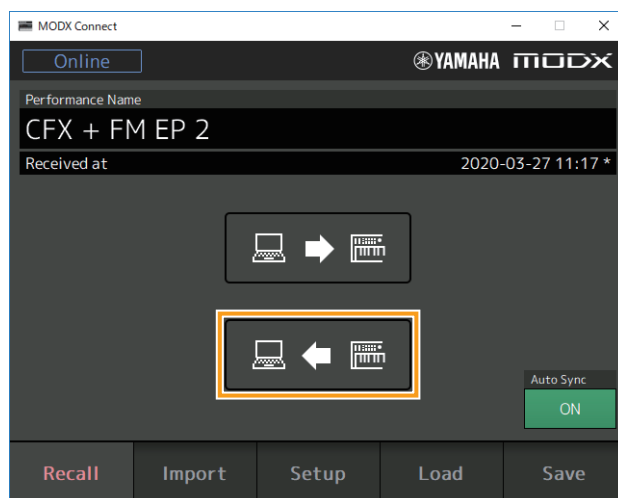 MODX Connect
Online
YAMAHA MODX
Performance Name
CFX + FM EP 2
Received at 2020-03-27 11:17 *
Auto Sync
ON
Recall Import Setup Load Save